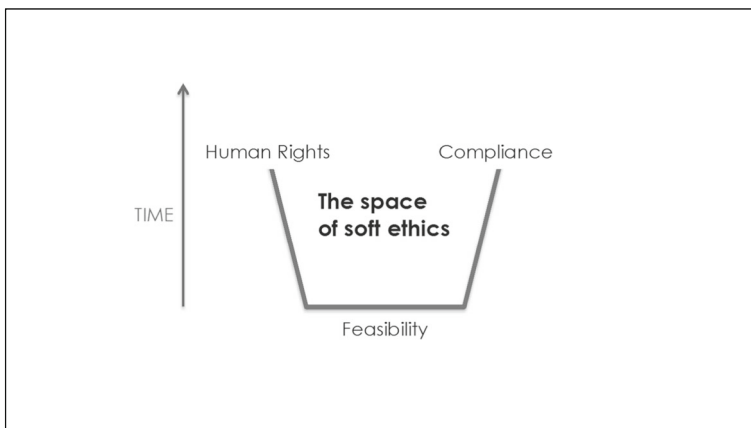 Human Rights
Compliance
The space
of soft ethics
TIME
Feasibility